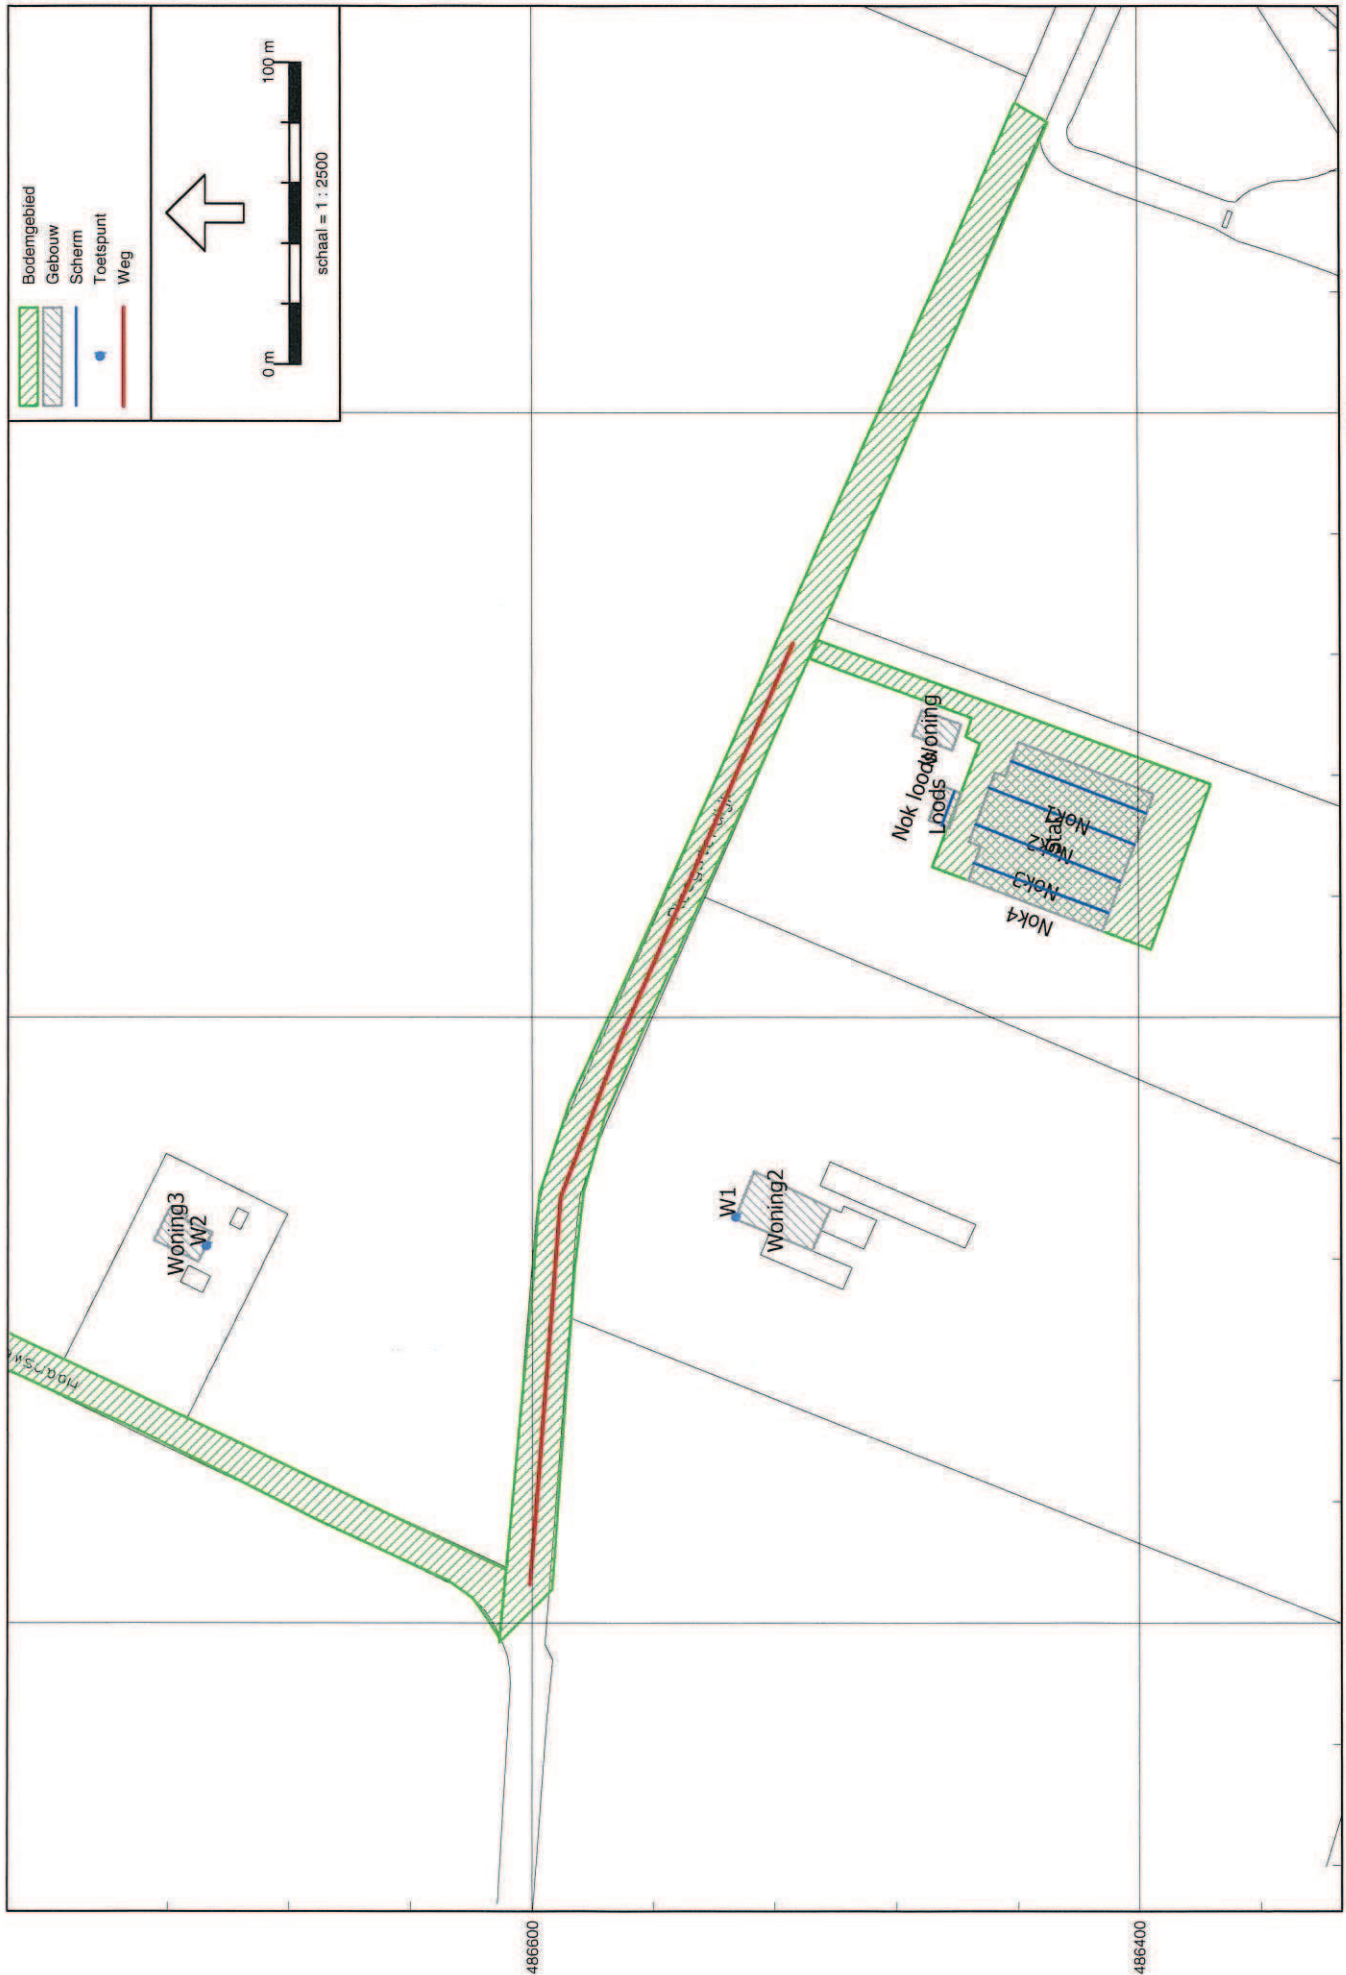 Bodemgebied
Gebouw
Scherm
Toetspunt
Weg
0 m
100 m
schaal = 1 : 2500
Woning3
W2
W1
Woning2
Nok loods
Woning
Loods
Stal
Nok1
Nok2
Nok3
Nok4
486600
486400